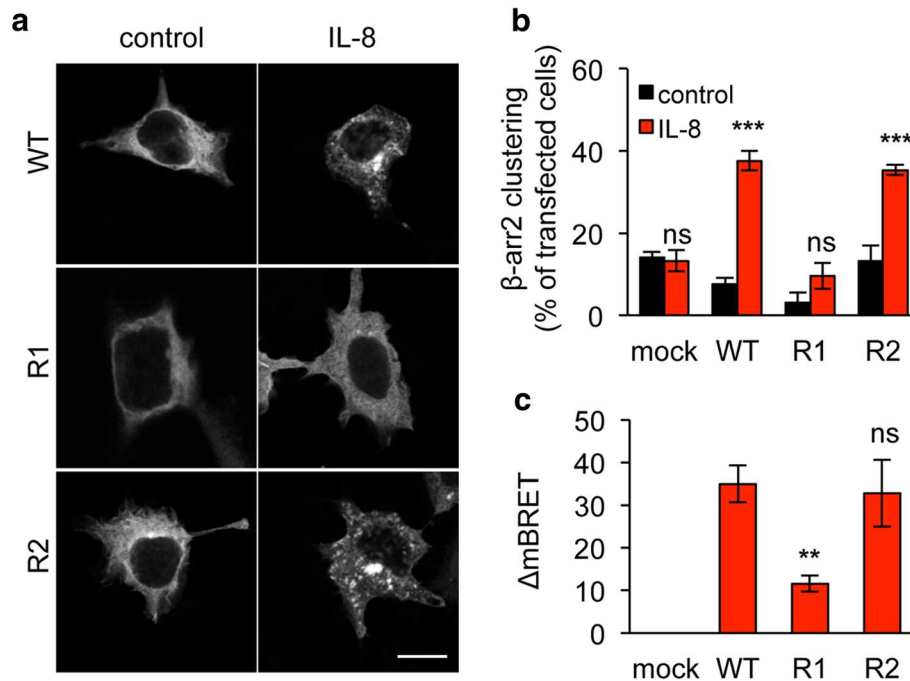 a
control IL-8
WT
R1
R2
b
β-arr2 clustering
(% of transfected cells)
60
40
20
0
control
IL-8
ns
***
ns
***
mock WT R1 R2
c
ΔmBRET
50
40
30
20
10
0
**
ns
mock WT R1 R2